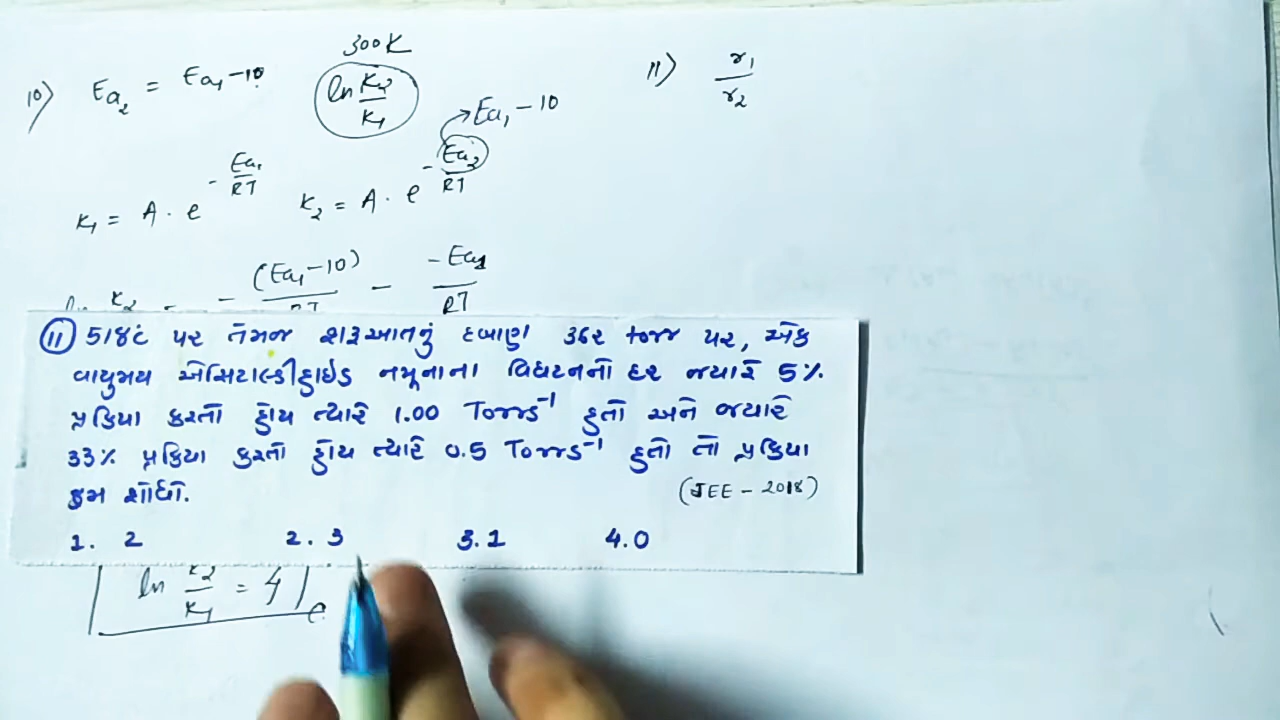 10) Ea₂ = Ea₁-10
300K
ln K₂/K₁
Ea₁-10
K₁ = A · e^(-Ea₁/RT) K₂ = A · e^(-Ea₂/RT)
-(Ea₁-10)/RT - -Ea₁/RT
11) r₁/r₂
⑪ 518℃ પર તેમજ શરૂઆતનું દબાણ 362 torr પર, એક
વાયુમય એસિટાલ્ડીહાઇડ નમૂનાના વિઘટનનો દર જ્યારે 5%
પ્રક્રિયા કરતો હોય ત્યારે 1.00 Torrs⁻¹ હતો અને જ્યારે
33% પ્રક્રિયા કરતો હોય ત્યારે 0.5 Torrs⁻¹ હતો તો પ્રક્રિયા
ક્રમ શોધો. (JEE - 2018)
1. 2 2. 3 3. 1 4. 0
ln K₂/K₁ = 4